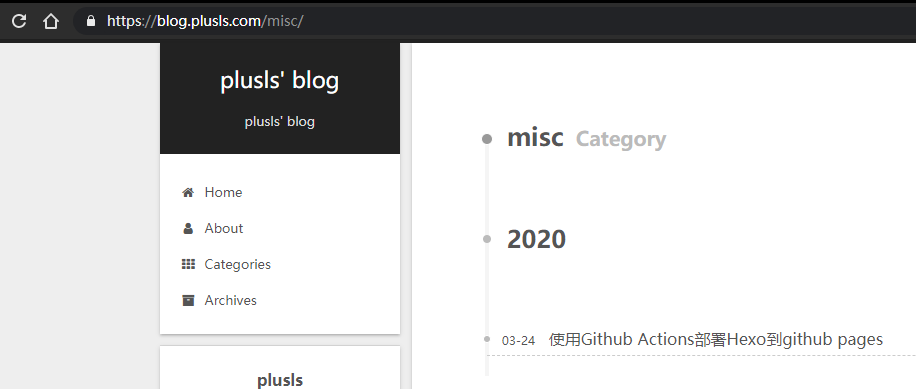 https://blog.plusls.com/misc/
plusls' blog
plusls' blog
Home
About
Categories
Archives
plusls
misc Category
2020
03-24 使用Github Actions部署Hexo到github pages